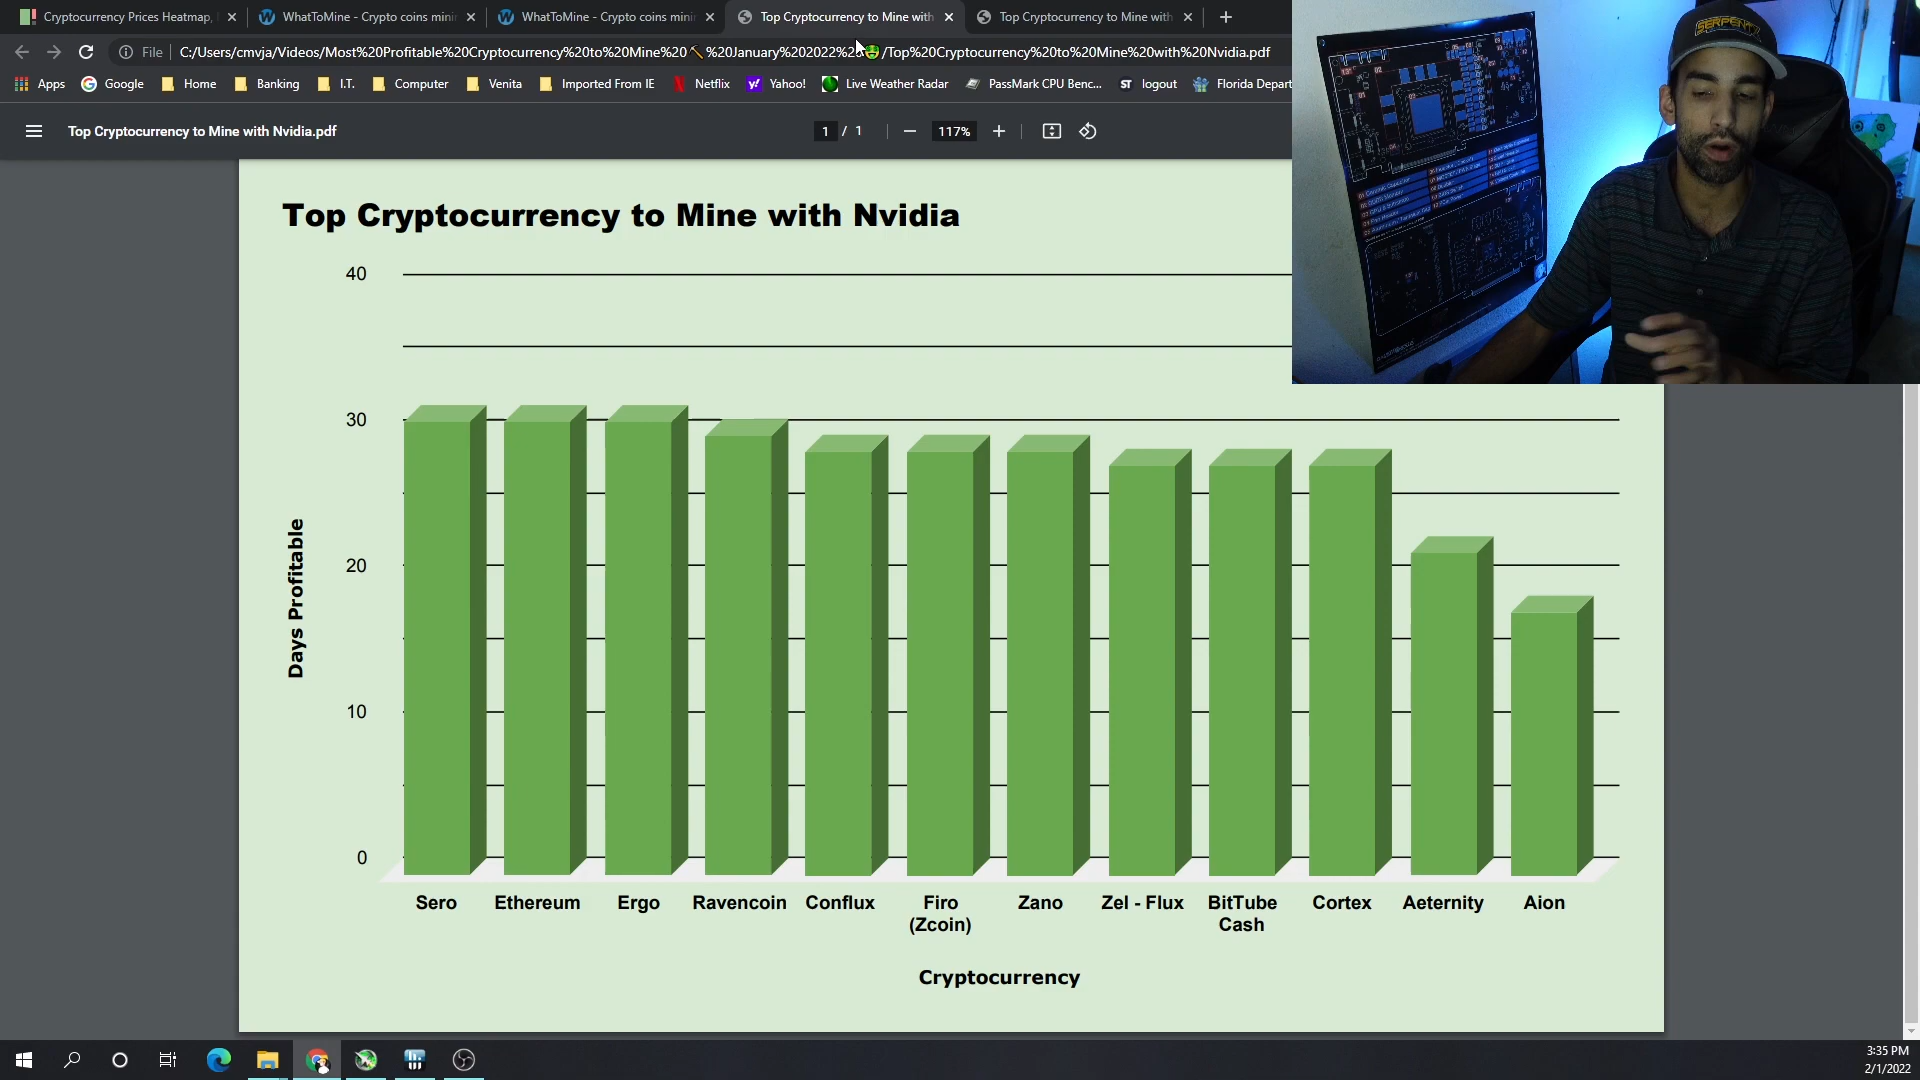 Cryptocurrency Prices Heatmap,
WhatToMine - Crypto coins mini
WhatToMine - Crypto coins mini
Top Cryptocurrency to Mine with
Top Cryptocurrency to Mine with
File
C:/Users/cmvja/Videos/Most%20Profitable%20Cryptocurrency%20to%20Mine%20⛏%20January%202022%20🤑/Top%20Cryptocurrency%20to%20Mine%20with%20Nvidia.pdf
Apps
Google
Home
Banking
I.T.
Computer
Venita
Imported From IE
Netflix
Yahoo!
Live Weather Radar
PassMark CPU Benc...
ST logout
Florida Depart
Top Cryptocurrency to Mine with Nvidia.pdf
1 / 1
117%
SERPENT
Top Cryptocurrency to Mine with Nvidia
40
30
20
10
0
Days Profitable
Sero
Ethereum
Ergo
Ravencoin
Conflux
Firo
(Zcoin)
Zano
Zel - Flux
BitTube
Cash
Cortex
Aeternity
Aion
Cryptocurrency
3:35 PM
2/1/2022